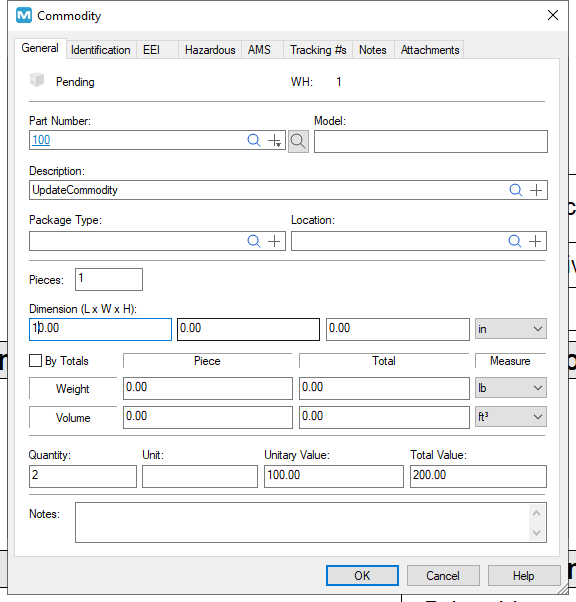 Commodity
General Identification EEI Hazardous AMS Tracking #s Notes Attachments
Pending WH: 1
Part Number: Model:
100
Description:
UpdateCommodity
Package Type: Location:
Pieces: 1
Dimension (L x W x H):
10.00 0.00 0.00 in
By Totals Piece Total Measure
Weight 0.00 0.00 lb
Volume 0.00 0.00 ft³
Quantity: Unit: Unitary Value: Total Value:
2 100.00 200.00
Notes:
OK Cancel Help